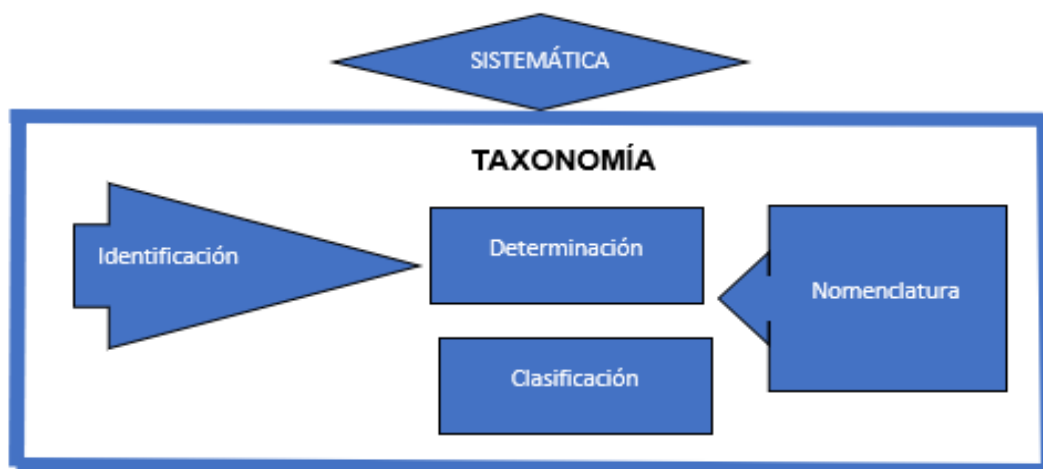 SISTEMÁTICA
TAXONOMÍA
Identificación
Determinación
Nomenclatura
Clasificación